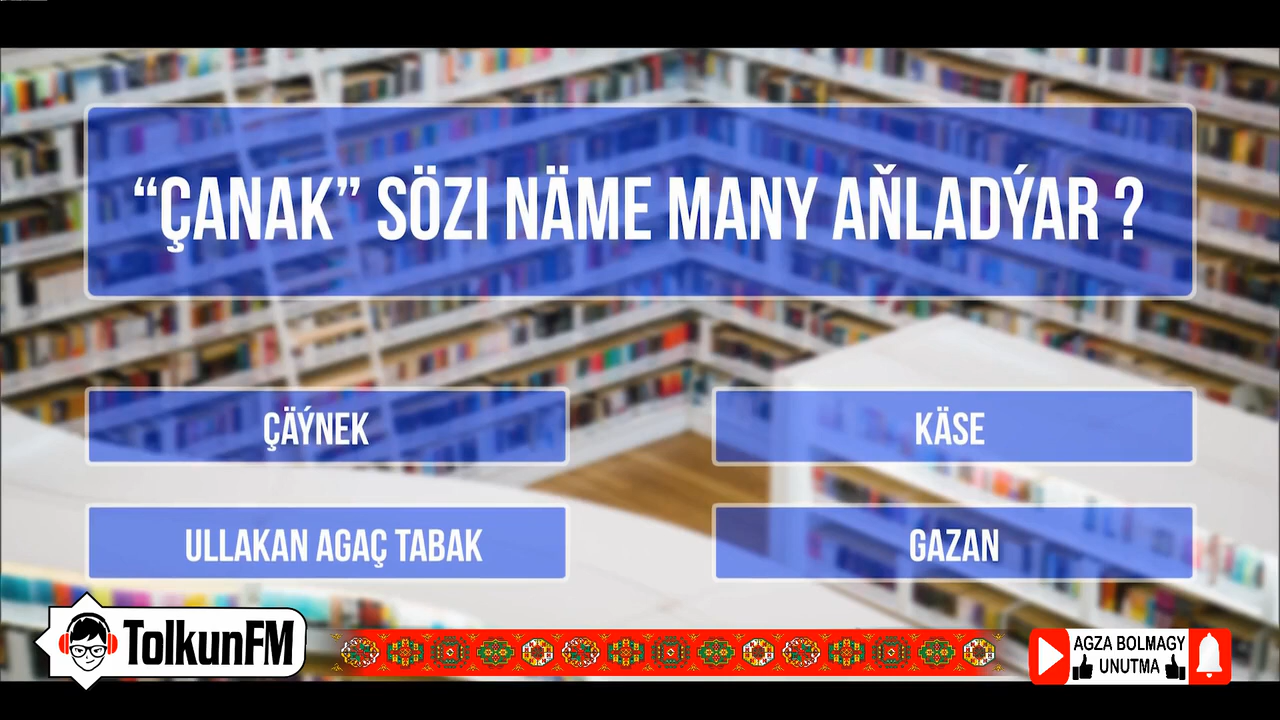 “ÇANAK” SÖZI NÄME MANY AŇLADÝAR ?
ÇÄÝNEK
KÄSE
ULLAKAN AGAÇ TABAK
GAZAN
TolkunFM
AGZA BOLMAGY
UNUTMA